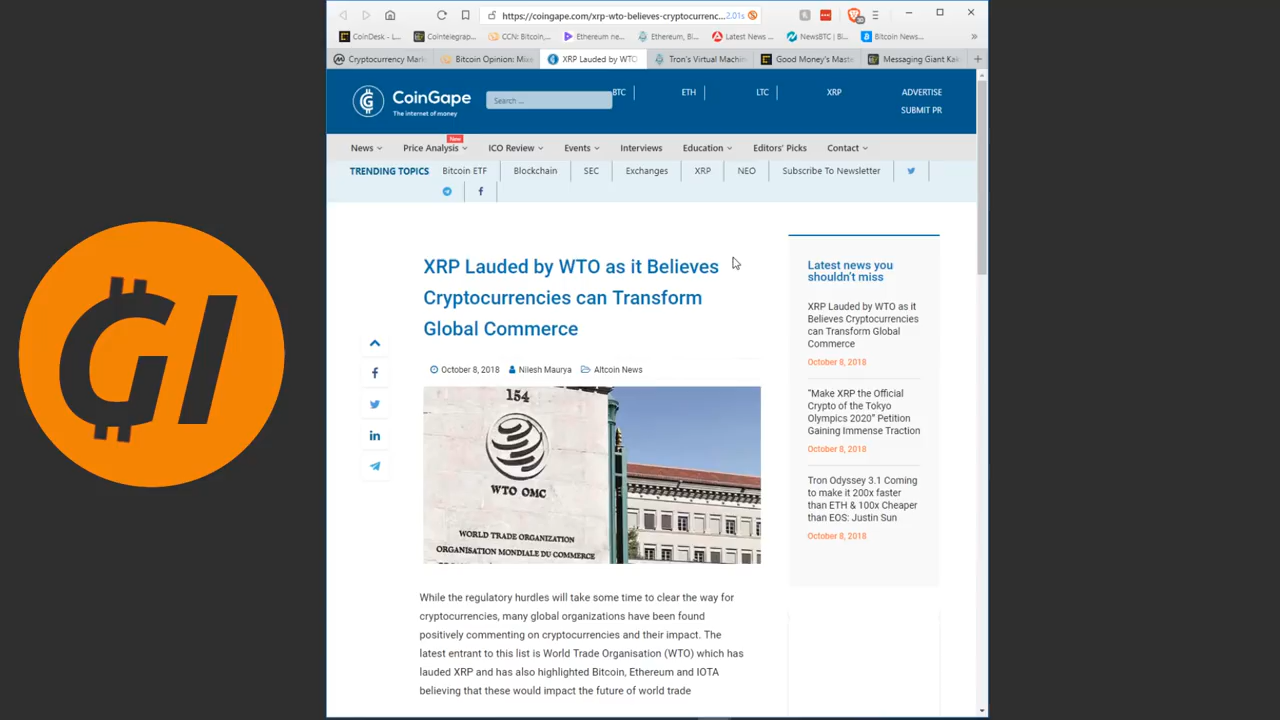 https://coingape.com/xrp-wto-believes-cryptocurrenc... 2.01s
CoinDesk - L...
Cointelegrap...
CCN: Bitcoin,...
Ethereum ne...
Ethereum, Bi...
Latest News ...
NewsBTC | Bi...
Bitcoin News...
»
Cryptocurrency Mark
Bitcoin Opinion: Mixe
XRP Lauded by WTO
Tron's Virtual Machin
Good Money's Maste
Messaging Giant Kak
CoinGape
The internet of money
Search ...
BTC
ETH
LTC
XRP
ADVERTISE
SUBMIT PR
News
Price Analysis
New
ICO Review
Events
Interviews
Education
Editors' Picks
Contact
TRENDING TOPICS
Bitcoin ETF
Blockchain
SEC
Exchanges
XRP
NEO
Subscribe To Newsletter
XRP Lauded by WTO as it Believes
Cryptocurrencies can Transform
Global Commerce
October 8, 2018 Nilesh Maurya Altcoin News
154
WTO OMC
WORLD TRADE ORGANIZATION
ORGANISATION MONDIALE DU COMMERCE
While the regulatory hurdles will take some time to clear the way for
cryptocurrencies, many global organizations have been found
positively commenting on cryptocurrencies and their impact. The
latest entrant to this list is World Trade Organisation (WTO) which has
lauded XRP and has also highlighted Bitcoin, Ethereum and IOTA
believing that these would impact the future of world trade
Latest news you
shouldn't miss
XRP Lauded by WTO as it
Believes Cryptocurrencies
can Transform Global
Commerce
October 8, 2018
"Make XRP the Official
Crypto of the Tokyo
Olympics 2020" Petition
Gaining Immense Traction
October 8, 2018
Tron Odyssey 3.1 Coming
to make it 200x faster
than ETH & 100x Cheaper
than EOS: Justin Sun
October 8, 2018
GI